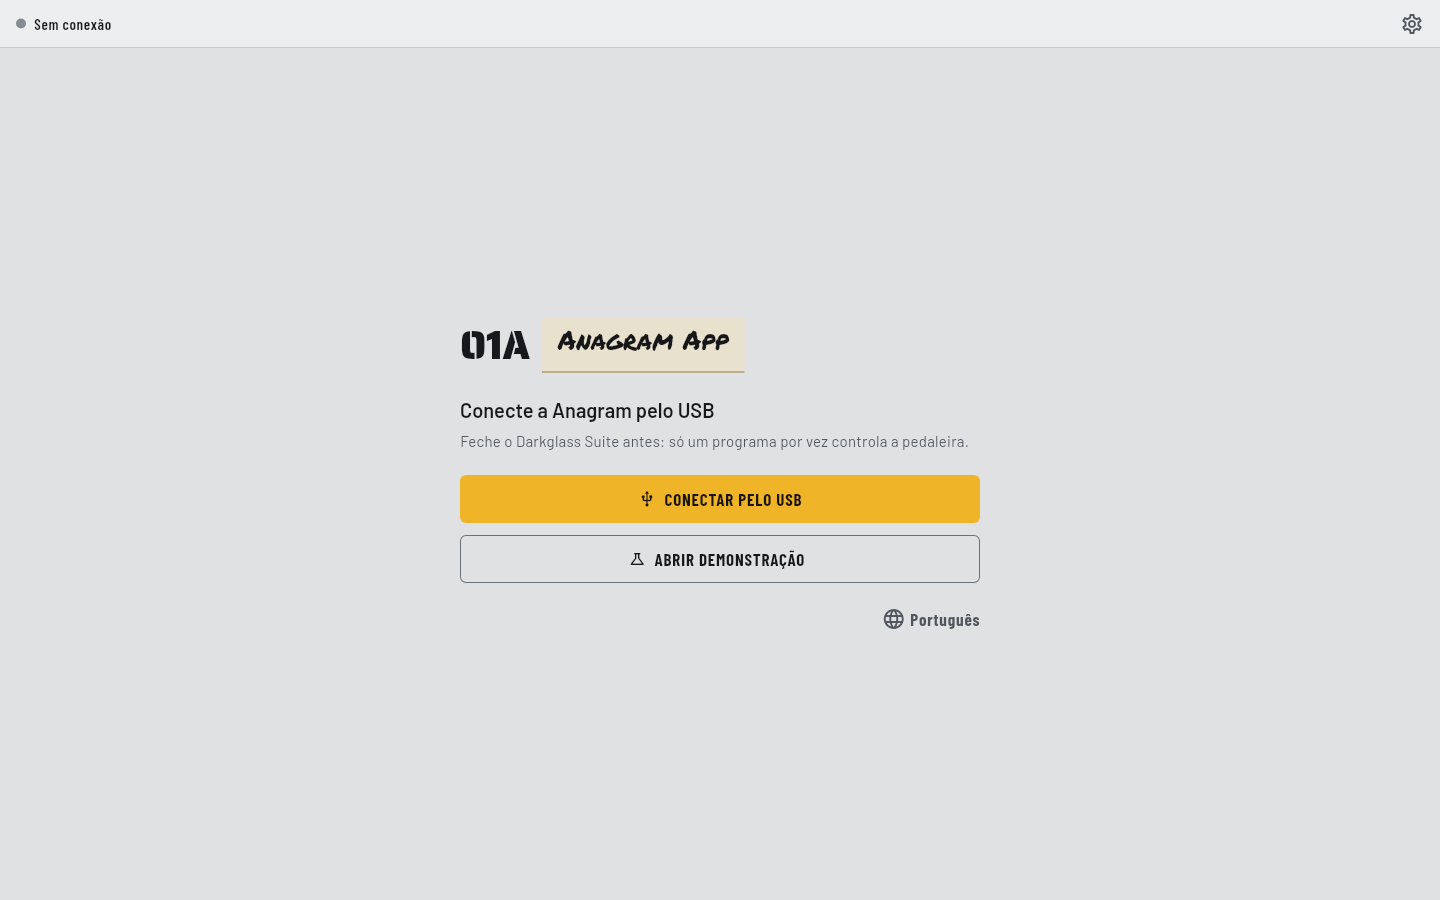 Sem conexão
01A Anagram App
Conecte a Anagram pelo USB
Feche o Darkglass Suite antes: só um programa por vez controla a pedaleira.
CONECTAR PELO USB
ABRIR DEMONSTRAÇÃO
Português